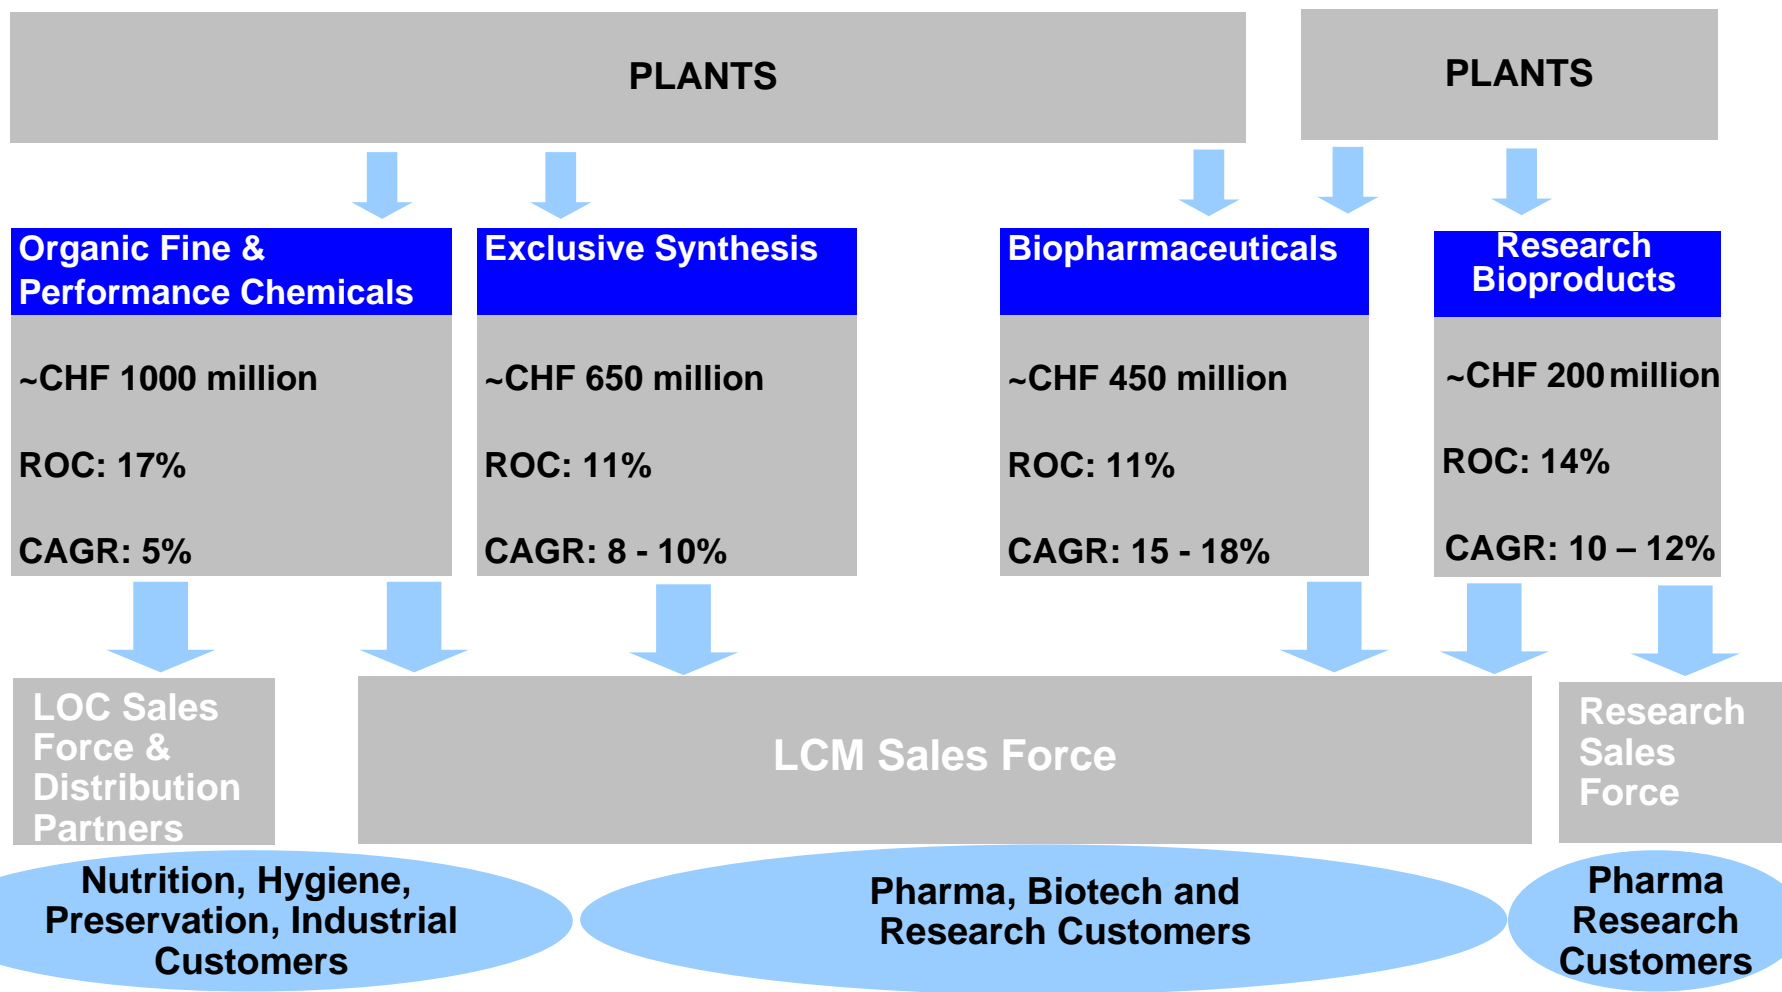 PLANTS
PLANTS
Organic Fine &
Performance Chemicals
~CHF 1000 million
ROC: 17%
CAGR: 5%
Exclusive Synthesis
~CHF 650 million
ROC: 11%
CAGR: 8 - 10%
Biopharmaceuticals
~CHF 450 million
ROC: 11%
CAGR: 15 - 18%
Research
Bioproducts
~CHF 200 million
ROC: 14%
CAGR: 10 – 12%
LOC Sales
Force &
Distribution
Partners
LCM Sales Force
Research
Sales
Force
Nutrition, Hygiene,
Preservation, Industrial
Customers
Pharma, Biotech and
Research Customers
Pharma
Research
Customers